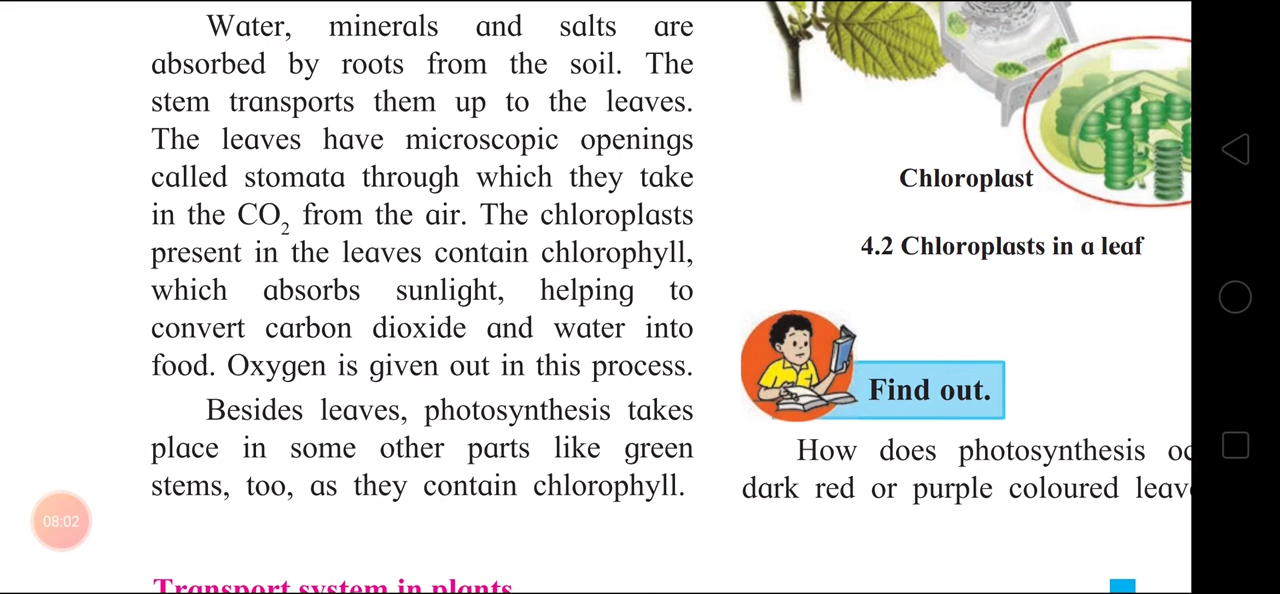 Water, minerals and salts are
absorbed by roots from the soil. The
stem transports them up to the leaves.
The leaves have microscopic openings
called stomata through which they take
in the CO₂ from the air. The chloroplasts
present in the leaves contain chlorophyll,
which absorbs sunlight, helping to
convert carbon dioxide and water into
food. Oxygen is given out in this process.
Besides leaves, photosynthesis takes
place in some other parts like green
stems, too, as they contain chlorophyll.
08:02
Transport system in plants
Chloroplast
4.2 Chloroplasts in a leaf
Find out.
How does photosynthesis
dark red or purple coloured